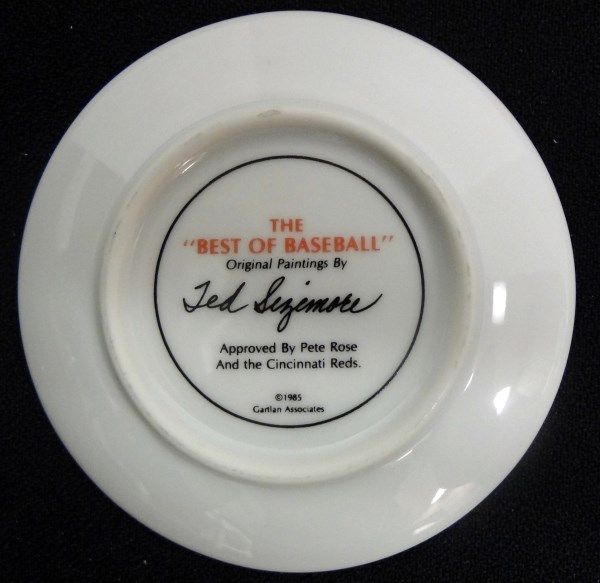 THE
"BEST OF BASEBALL"
Original Paintings By
Ted Sizemore
Approved By Pete Rose
And the Cincinnati Reds.
©1985
Gartlan Associates